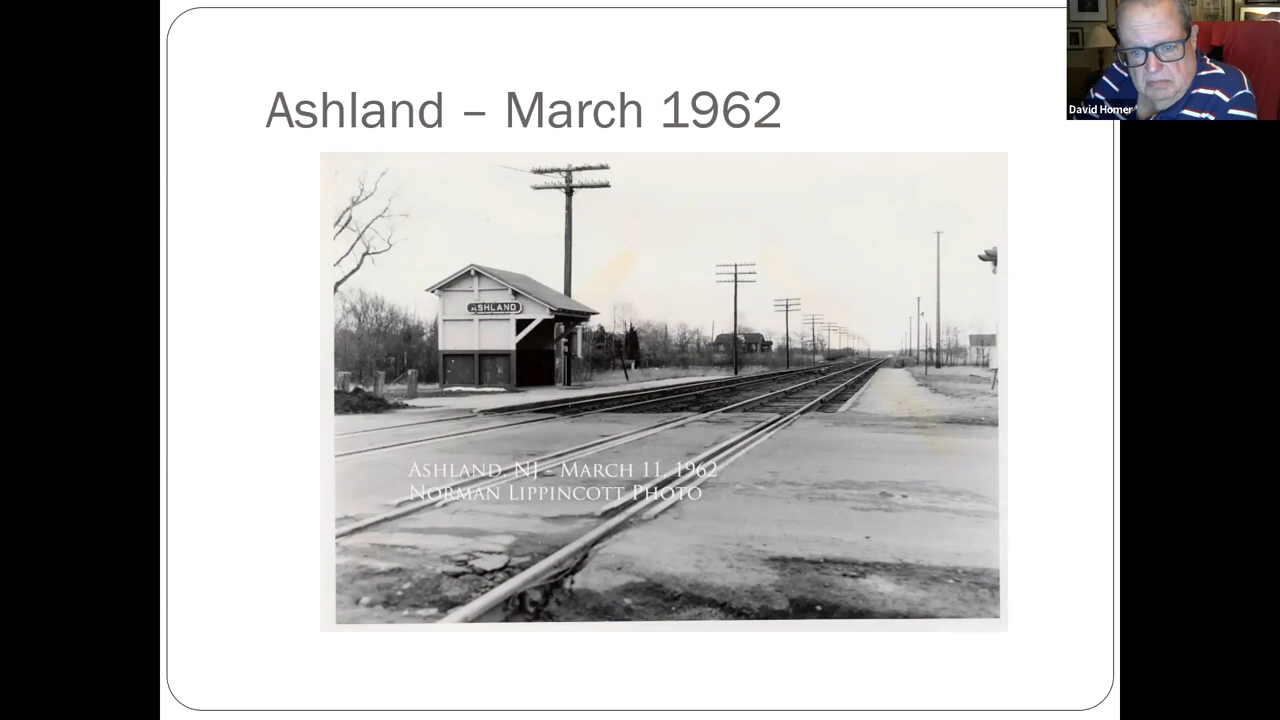 Ashland – March 1962
David Homer
ASHLAND
ASHLAND, NJ - MARCH 11, 1962
NORMAN LIPPINCOTT PHOTO